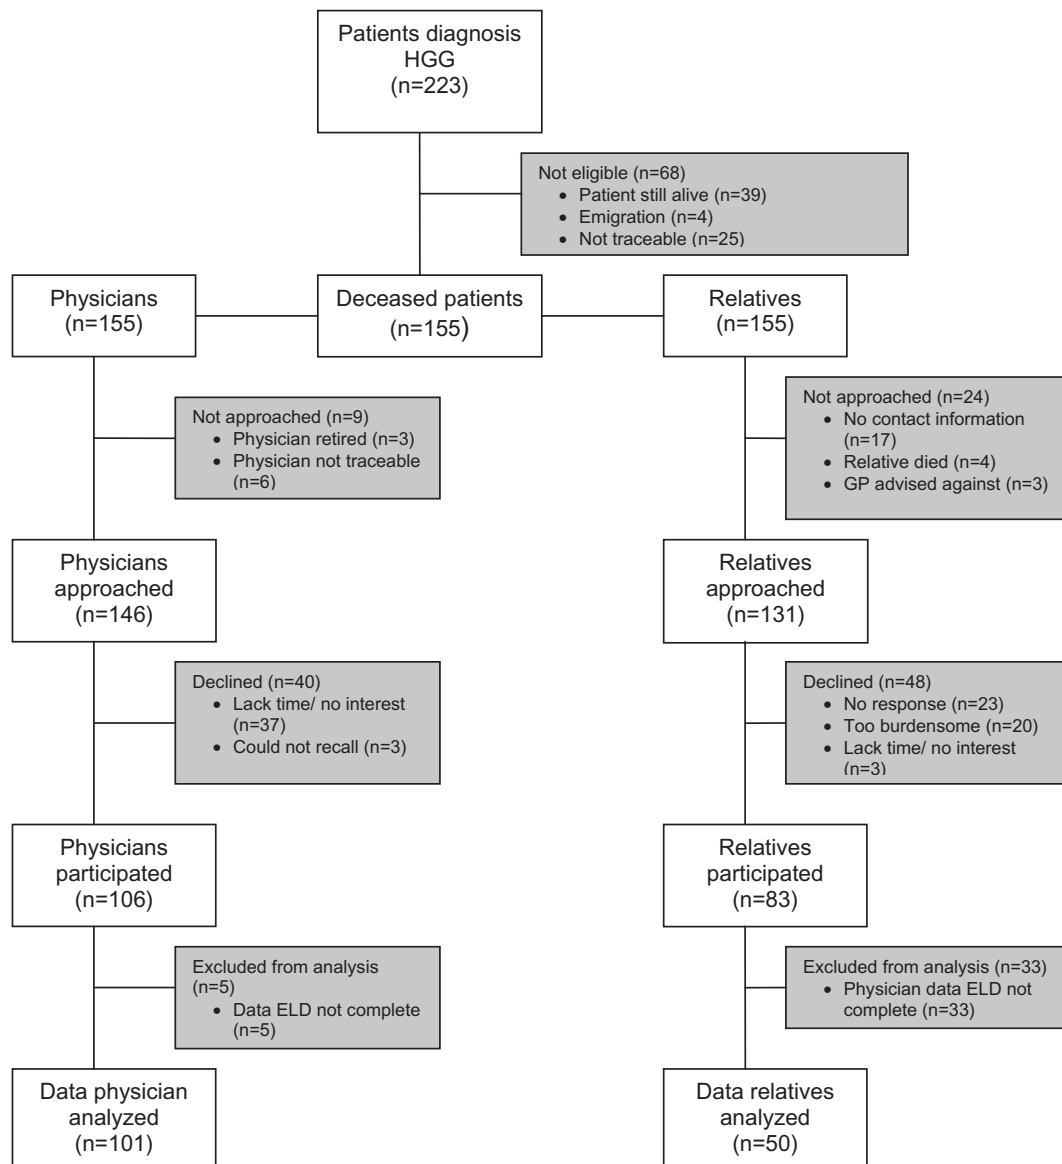 Patients diagnosis
HGG
(n=223)
Not eligible (n=68)
• Patient still alive (n=39)
• Emigration (n=4)
• Not traceable (n=25)
Physicians
(n=155)
Deceased patients
(n=155)
Relatives
(n=155)
Not approached (n=9)
• Physician retired (n=3)
• Physician not traceable
(n=6)
Not approached (n=24)
• No contact information
(n=17)
• Relative died (n=4)
• GP advised against (n=3)
Physicians
approached
(n=146)
Relatives
approached
(n=131)
Declined (n=40)
• Lack time/ no interest
(n=37)
• Could not recall (n=3)
Declined (n=48)
• No response (n=23)
• Too burdensome (n=20)
• Lack time/ no interest
(n=3)
Physicians
participated
(n=106)
Relatives
participated
(n=83)
Excluded from analysis
(n=5)
• Data ELD not complete
(n=5)
Excluded from analysis (n=33)
• Physician data ELD not
complete (n=33)
Data physician
analyzed
(n=101)
Data relatives
analyzed
(n=50)